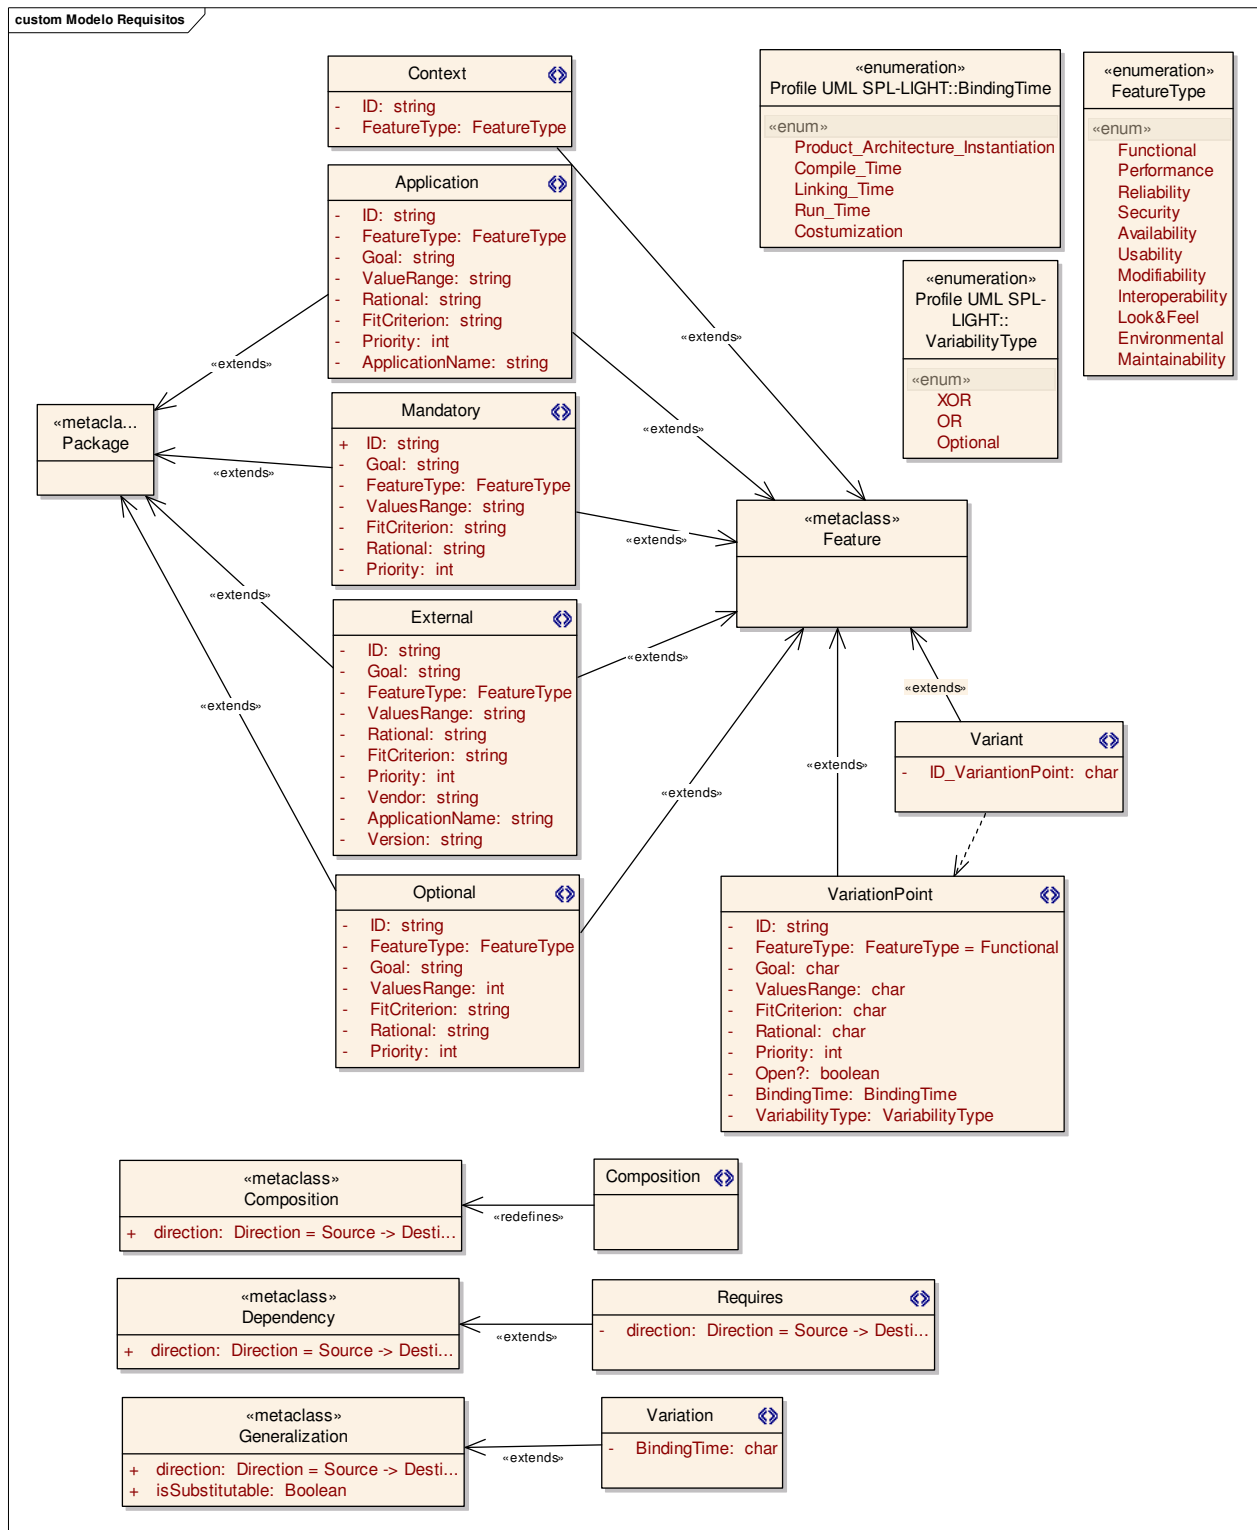 custom Modelo Requisitos
Context
- ID: string
- FeatureType: FeatureType
«enumeration»
Profile UML SPL-LIGHT::BindingTime
«enum»
Product_Architecture_Instantiation
Compile_Time
Linking_Time
Run_Time
Costumization
«enumeration»
FeatureType
«enum»
Functional
Performance
Reliability
Security
Availability
Usability
Modifiability
Interoperability
Look&Feel
Environmental
Maintainability
Application
- ID: string
- FeatureType: FeatureType
- Goal: string
- ValueRange: string
- Rational: string
- FitCriterion: string
- Priority: int
- ApplicationName: string
«enumeration»
Profile UML SPL-
LIGHT::
VariabilityType
«enum»
XOR
OR
Optional
«extends»
«extends»
«extends»
«metacla...
Package
Mandatory
+ ID: string
- Goal: string
- FeatureType: FeatureType
- ValuesRange: string
- FitCriterion: string
- Rational: string
- Priority: int
«extends»
«extends»
«metaclass»
Feature
External
- ID: string
- Goal: string
- FeatureType: FeatureType
- ValuesRange: string
- Rational: string
- FitCriterion: string
- Priority: int
- Vendor: string
- ApplicationName: string
- Version: string
«extends»
«extends»
«extends»
«extends»
«extends»
«extends»
Variant
- ID_VariantionPoint: char
Optional
- ID: string
- FeatureType: FeatureType
- Goal: string
- ValuesRange: int
- FitCriterion: string
- Rational: string
- Priority: int
VariationPoint
- ID: string
- FeatureType: FeatureType = Functional
- Goal: char
- ValuesRange: char
- FitCriterion: char
- Rational: char
- Priority: int
- Open?: boolean
- BindingTime: BindingTime
- VariabilityType: VariabilityType
«metaclass»
Composition
+ direction: Direction = Source -> Desti...
«redefines»
Composition
«metaclass»
Dependency
+ direction: Direction = Source -> Desti...
«extends»
Requires
- direction: Direction = Source -> Desti...
«metaclass»
Generalization
+ direction: Direction = Source -> Desti...
+ isSubstitutable: Boolean
«extends»
Variation
- BindingTime: char